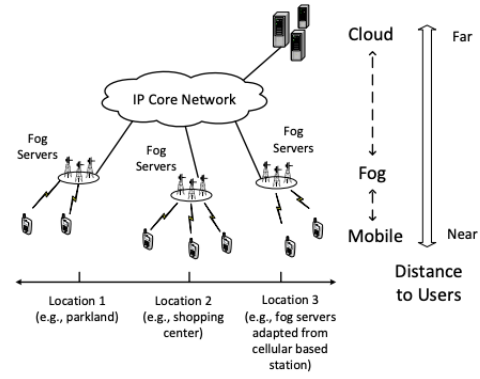 Cloud
Far
IP Core Network
Fog
Servers
Fog
Servers
Fog
Servers
Fog
Mobile
Near
Distance
to Users
Location 1
(e.g., parkland)
Location 2
(e.g., shopping
center)
Location 3
(e.g., fog servers
adapted from
cellular based
station)